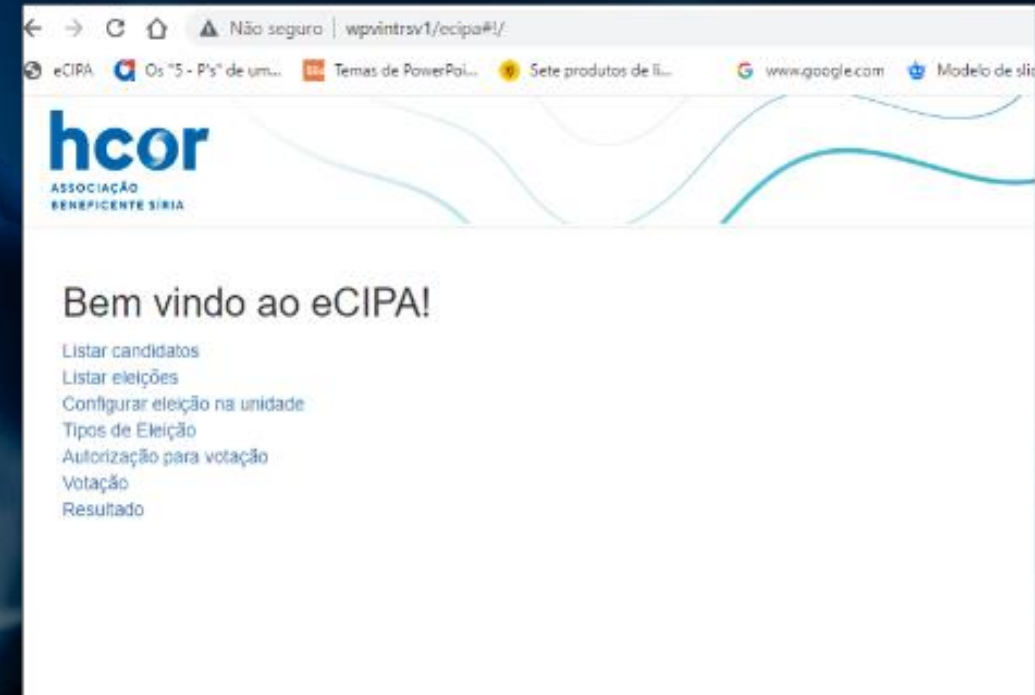 Não seguro | wpvintrsv1/ecipa#!/
eCIPA Os "5 - P's" de um... Temas de PowerPoi... Sete produtos de li... www.google.com Modelo de slid
hcor
ASSOCIAÇÃO
BENEFICENTE SÍRIA
Bem vindo ao eCIPA!
Listar candidatos
Listar eleições
Configurar eleição na unidade
Tipos de Eleição
Autorização para votação
Votação
Resultado